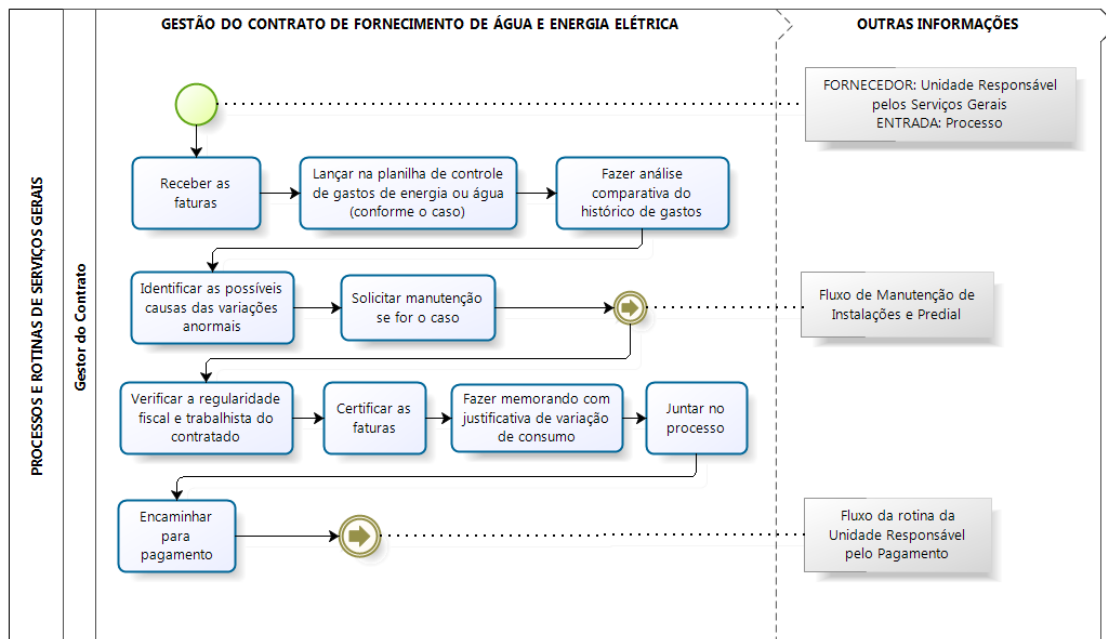 GESTÃO DO CONTRATO DE FORNECIMENTO DE ÁGUA E ENERGIA ELÉTRICA
OUTRAS INFORMAÇÕES
PROCESSOS E ROTINAS DE SERVIÇOS GERAIS
Gestor do Contrato
FORNECEDOR: Unidade Responsável
pelos Serviços Gerais
ENTRADA: Processo
Receber as
faturas
Lançar na planilha de controle
de gastos de energia ou água
(conforme o caso)
Fazer análise
comparativa do
histórico de gastos
Identificar as possíveis
causas das variações
anormais
Solicitar manutenção
se for o caso
Fluxo de Manutenção de
Instalações e Predial
Verificar a regularidade
fiscal e trabalhista do
contratado
Certificar as
faturas
Fazer memorando com
justificativa de variação
de consumo
Juntar no
processo
Encaminhar
para
pagamento
Fluxo da rotina da
Unidade Responsável
pelo Pagamento